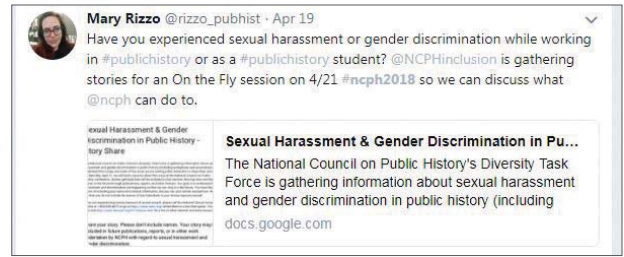 Mary Rizzo @rizzo_pubhist · Apr 19
Have you experienced sexual harassment or gender discrimination while working
in #publichistory or as a #publichistory student? @NCPHinclusion is gathering
stories for an On the Fly session on 4/21 #ncph2018 so we can discuss what
@ncph can do to.
exual Harassment & Gender
iscrimination in Public History -
tory Share
Sexual Harassment & Gender Discrimination in Pu...
The National Council on Public History's Diversity Task
Force is gathering information about sexual harassment
and gender discrimination in public history (including
docs.google.com